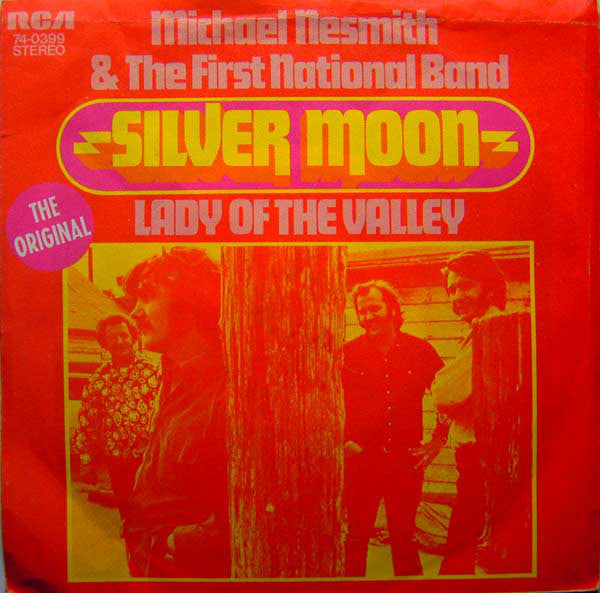 RCA
74-0399
STEREO
Michael Nesmith
& The First National Band
SILVER MOON
LADY OF THE VALLEY
THE
ORIGINAL